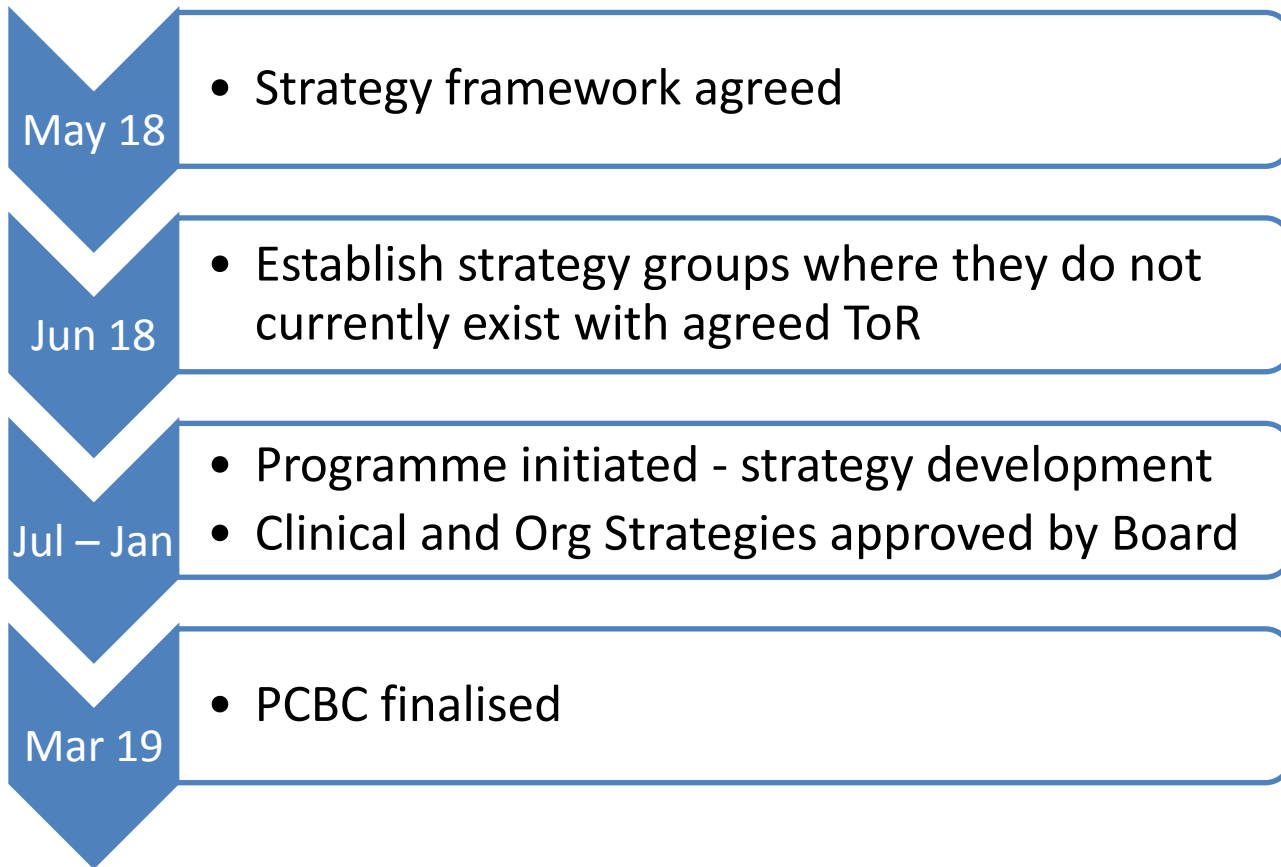 May 18
• Strategy framework agreed
Jun 18
• Establish strategy groups where they do not
currently exist with agreed ToR
Jul – Jan
• Programme initiated - strategy development
• Clinical and Org Strategies approved by Board
Mar 19
• PCBC finalised